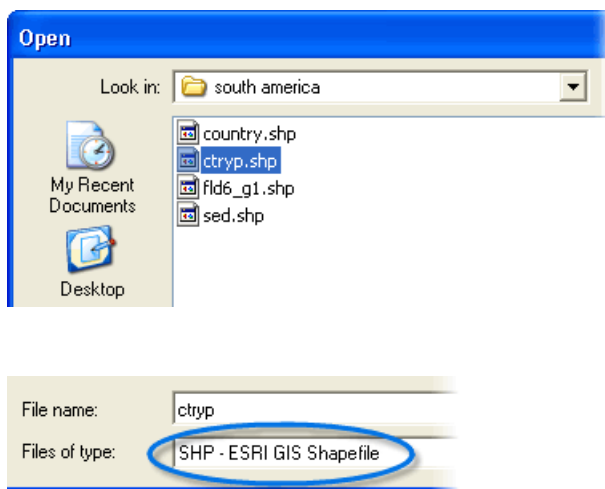 Open
Look in: south america
country.shp
ctryp.shp
fld6_g1.shp
sed.shp
My Recent
Documents
Desktop
File name: ctryp
Files of type: SHP - ESRI GIS Shapefile